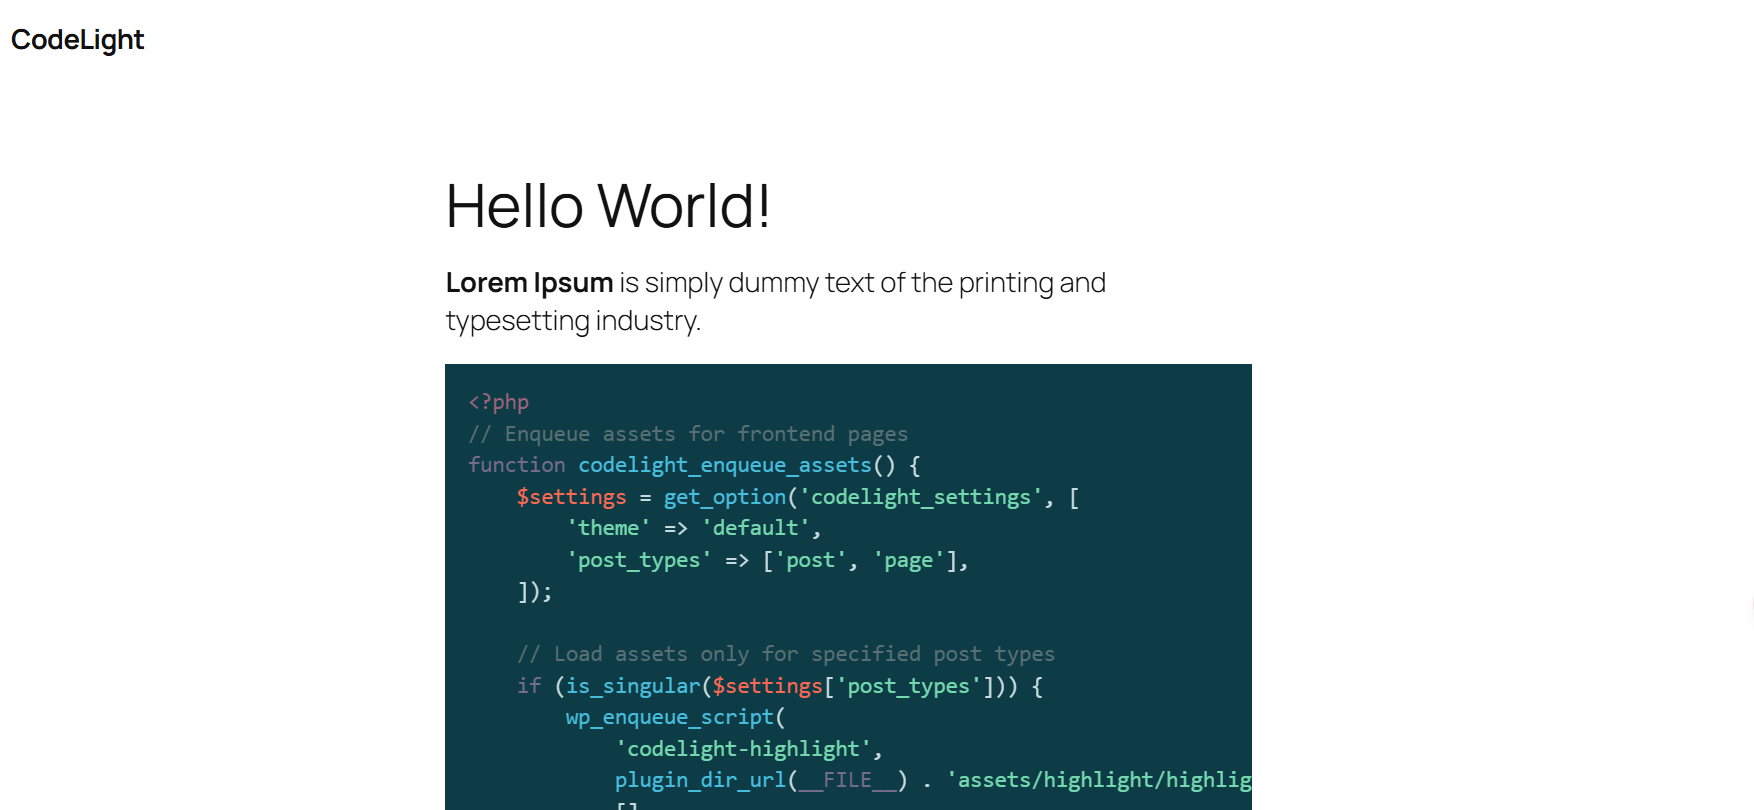 CodeLight
Hello World!
Lorem Ipsum is simply dummy text of the printing and
typesetting industry.
<?php
// Enqueue assets for frontend pages
function codelight_enqueue_assets() {
    $settings = get_option('codelight_settings', [
        'theme' => 'default',
        'post_types' => ['post', 'page'],
    ]);

    // Load assets only for specified post types
    if (is_singular($settings['post_types'])) {
        wp_enqueue_script(
            'codelight-highlight',
            plugin_dir_url(__FILE__) . 'assets/highlight/highlig
            []